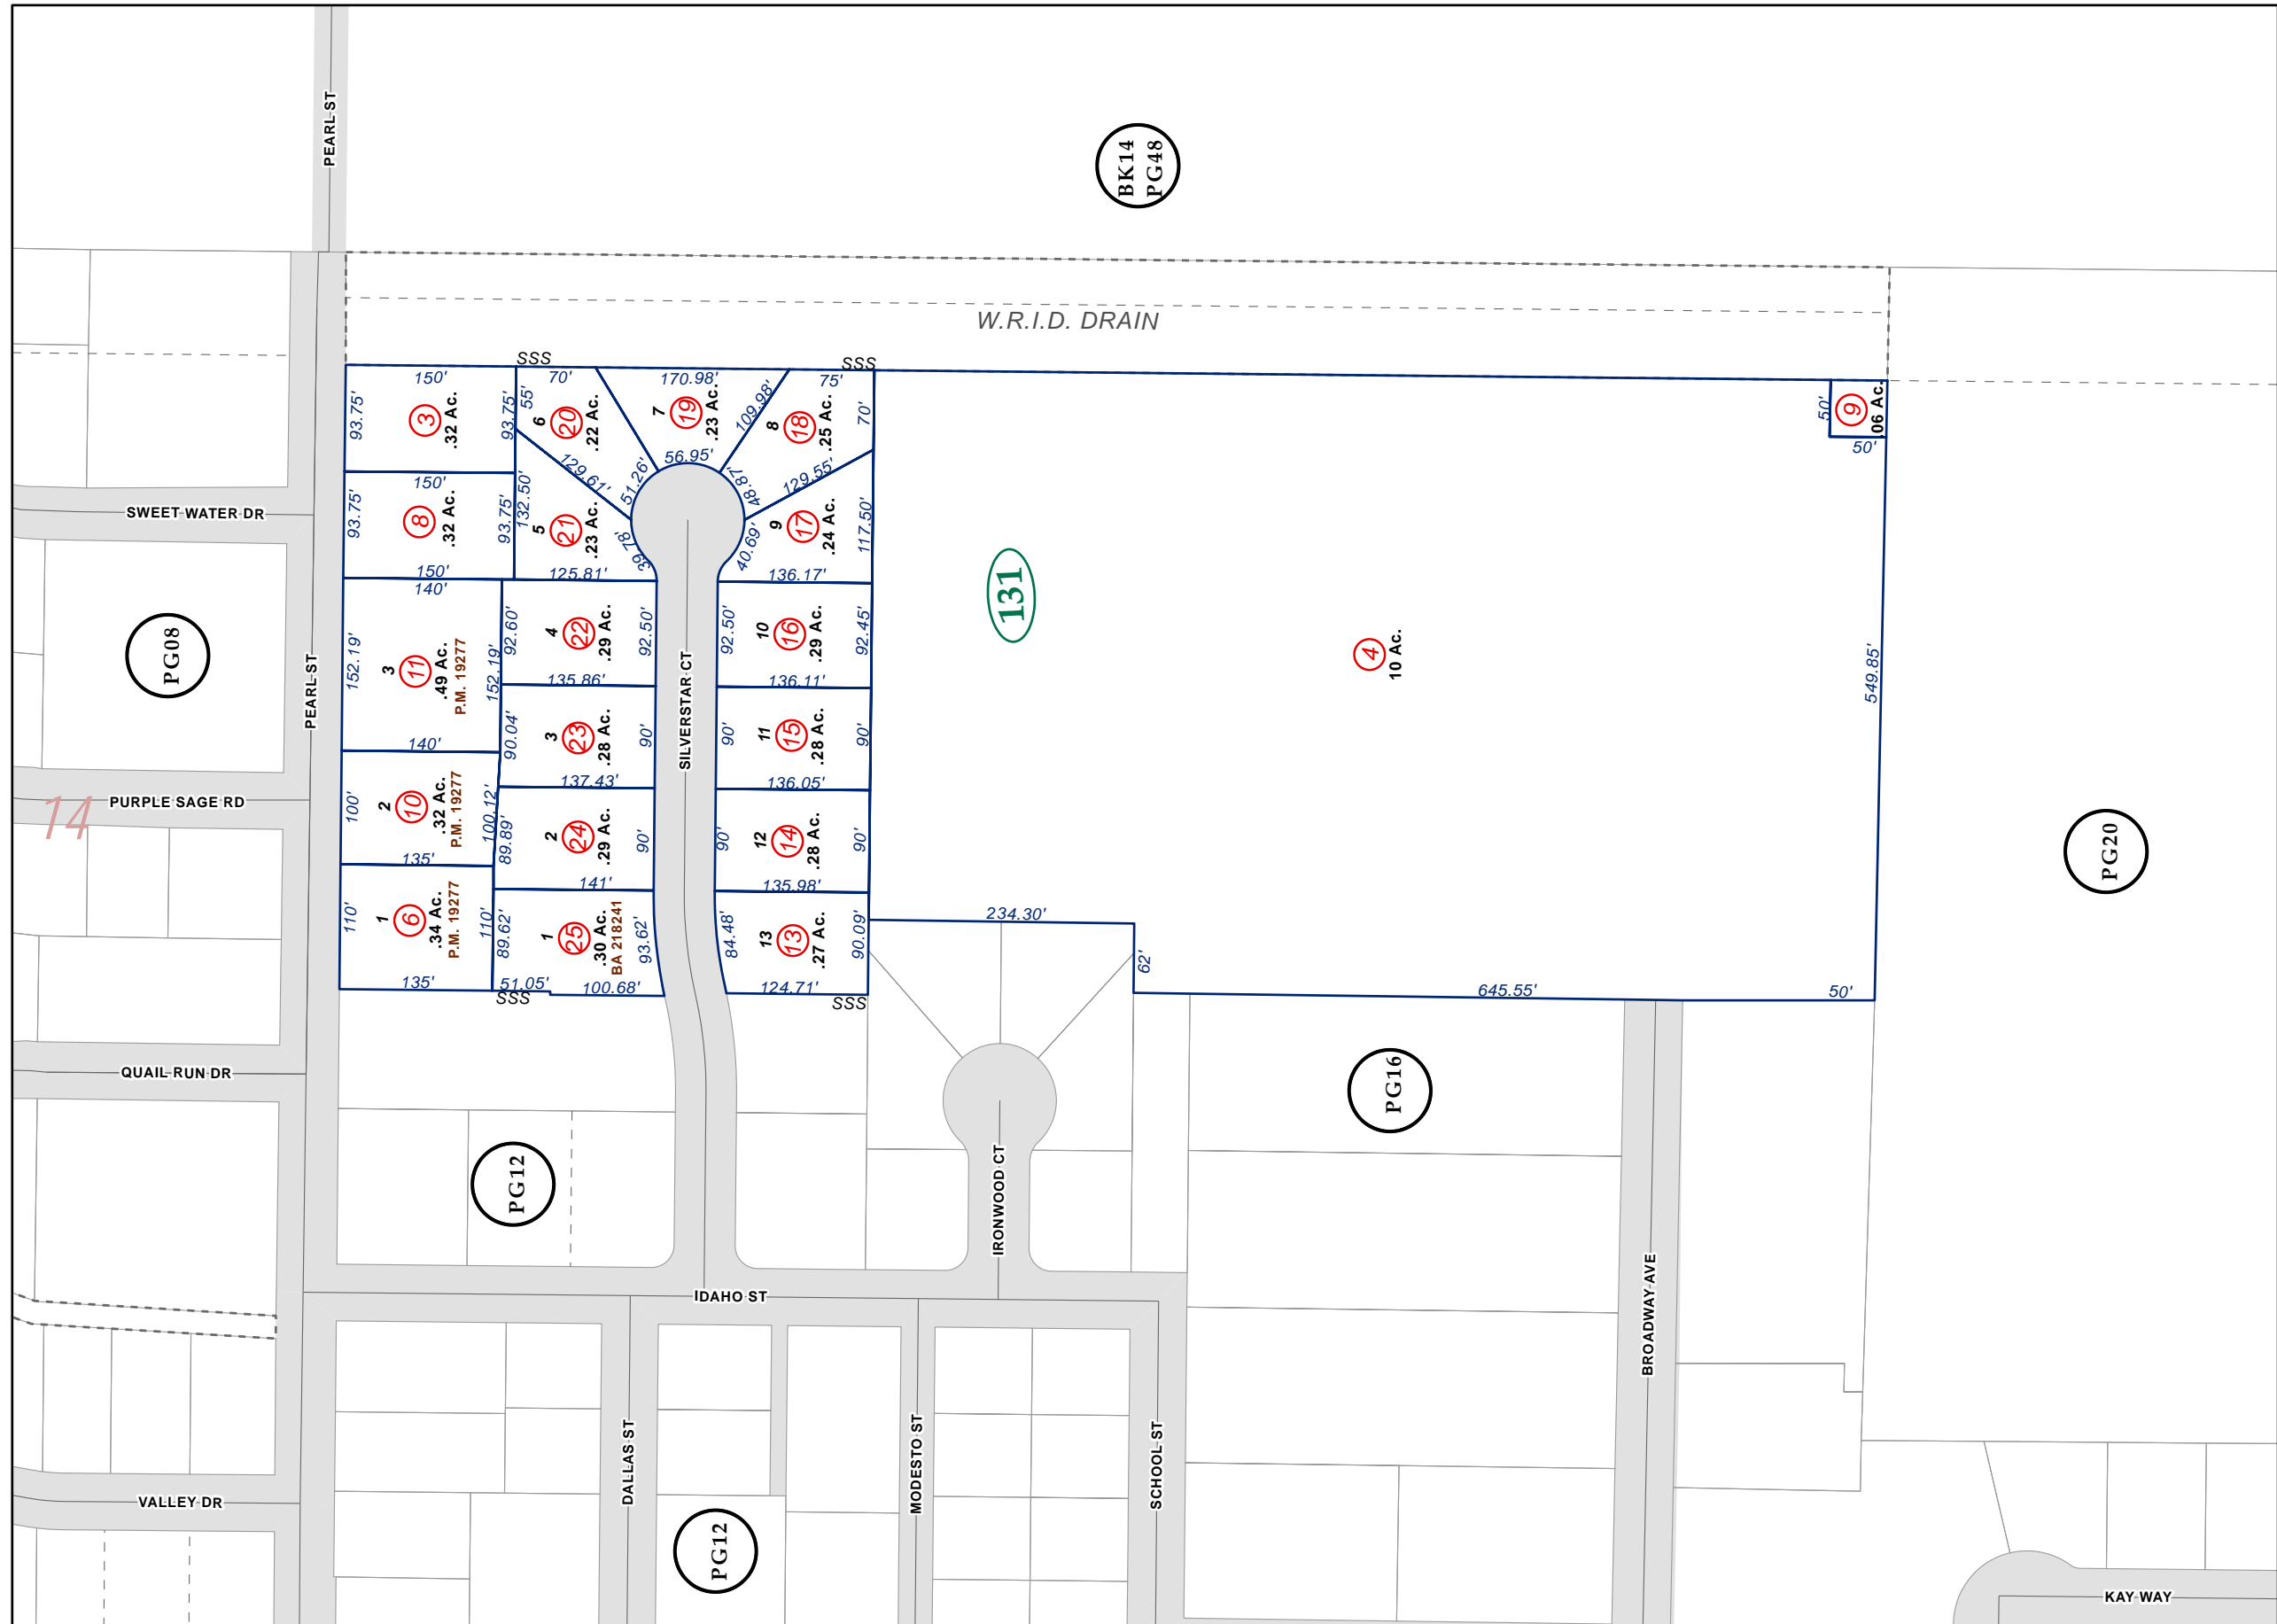 PEARL ST
BK14
PG48
W.R.I.D. DRAIN
SSS
SSS
150'
93.75'
3
.32 Ac.
93.75'
70'
55'
6
20
.22 Ac.
170.98'
7
19
.23 Ac.
109.98'
75'
8
18
.25 Ac.
70'
50'
9
.06 Ac.
50'
56.95'
51.26'
48.87'
129.61'
129.55'
SWEET WATER DR
150'
93.75'
8
.32 Ac.
93.75'
150'
132.50'
5
21
.23 Ac.
39.78'
125.81'
40.69'
9
17
.24 Ac.
117.50'
136.17'
131
PG08
PEARL ST
140'
152.19'
3
11
.49 Ac.
P.M. 19277
152.19'
140'
92.60'
4
22
.29 Ac.
92.50'
135.86'
92.50'
10
16
.29 Ac.
92.45'
136.11'
4
10 Ac.
549.85'
SILVERSTAR CT
90.04'
3
23
.28 Ac.
90'
137.43'
90'
11
15
.28 Ac.
90'
136.05'
PURPLE SAGE RD
14
100'
2
10
.32 Ac.
P.M. 19277
100.12'
135'
89.89'
2
24
.29 Ac.
90'
141'
90'
12
14
.28 Ac.
90'
135.98'
PG20
110'
1
6
.34 Ac.
P.M. 19277
110'
135'
89.62'
1
25
.30 Ac.
BA 218241
93.62'
51.05'
100.68'
84.48'
13
13
.27 Ac.
90.09'
124.71'
SSS
SSS
234.30'
62'
645.55'
50'
QUAIL RUN DR
PG16
PG12
IRONWOOD CT
IDAHO ST
BROADWAY AVE
DALLAS ST
MODESTO ST
SCHOOL ST
VALLEY DR
PG12
KAY WAY